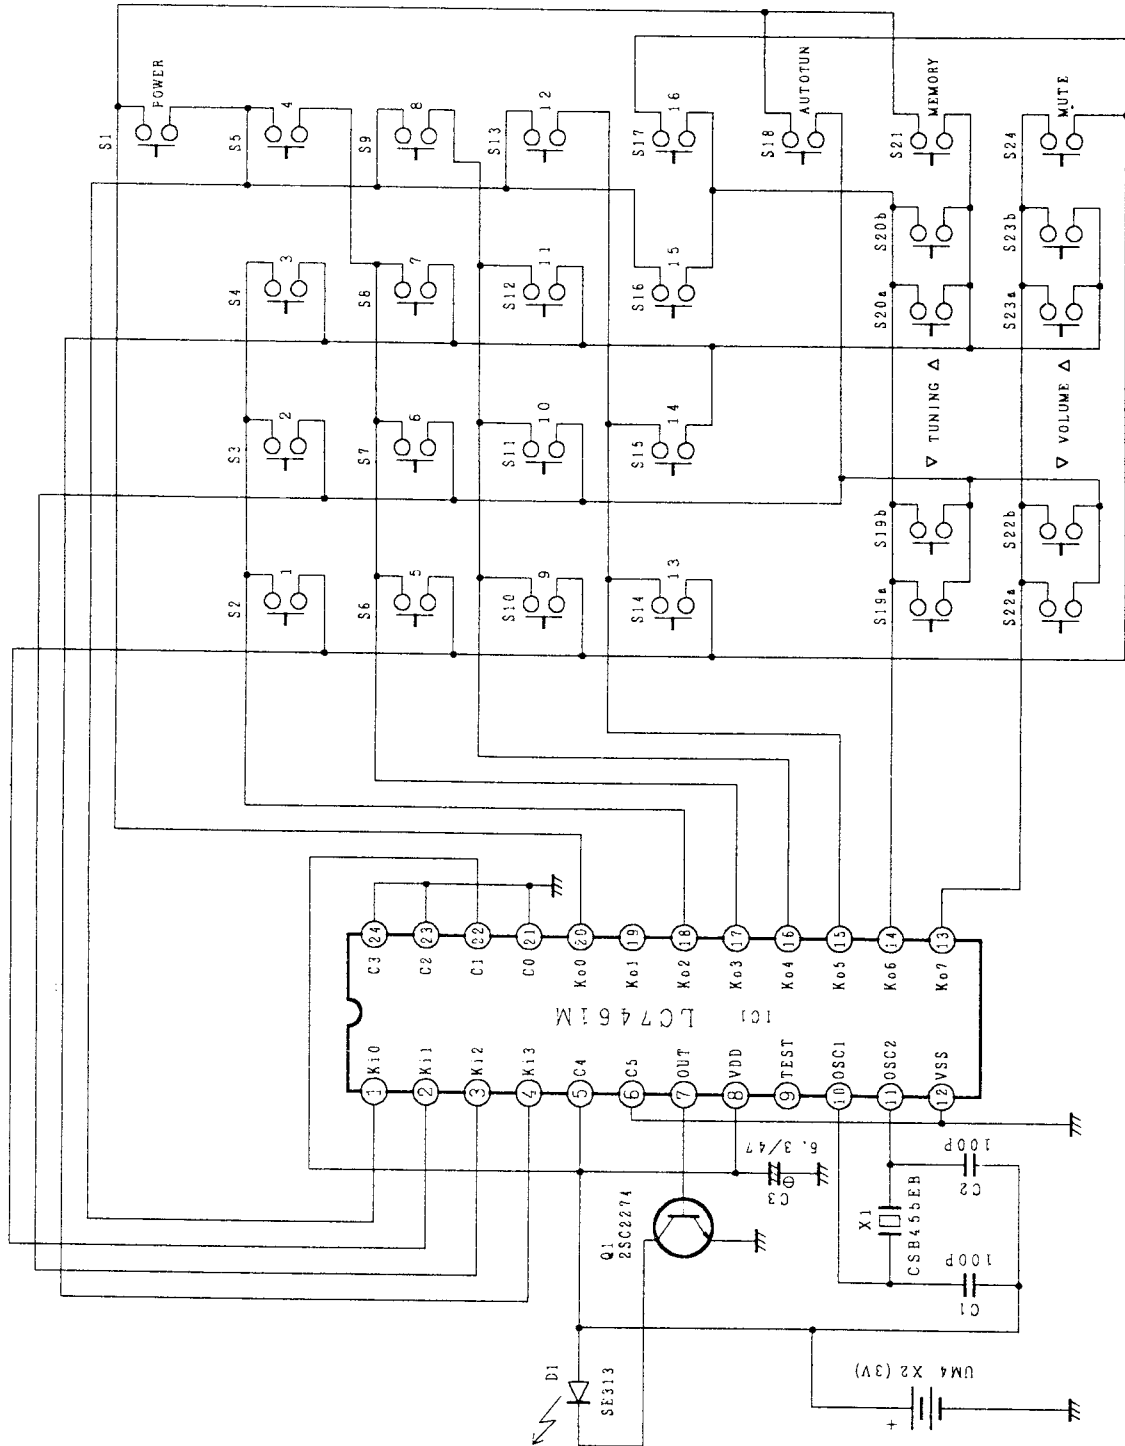 S1
POWER
S5
4
S9
8
S13
12
S17
16
S18
AUTOTUN
S21
MEMORY
S24
MUTE
S4
3
S8
7
S12
11
S16
15
S20b
S20a
S23b
S23a
S3
2
S7
6
S11
10
S15
14
▽ TUNING △
▽ VOLUME △
S19b
S19a
S22b
S22a
S2
1
S6
5
S10
9
S14
13
24 23 22 21 20 19 18 17 16 15 14 13
C3 C2 C1 C0 Ko0 Ko1 Ko2 Ko3 Ko4 Ko5 Ko6 Ko7
LC7461M
IC1
Ki0 Ki1 Ki2 Ki3 C4 C5 OUT VDD TEST OSC1 OSC2 VSS
1 2 3 4 5 6 7 8 9 10 11 12
6.3/47
C3
Q1
2SC2274
X1
CSB455EB
C2
100P
C1
100P
D1
SE313
UM4 X2(3V)
+